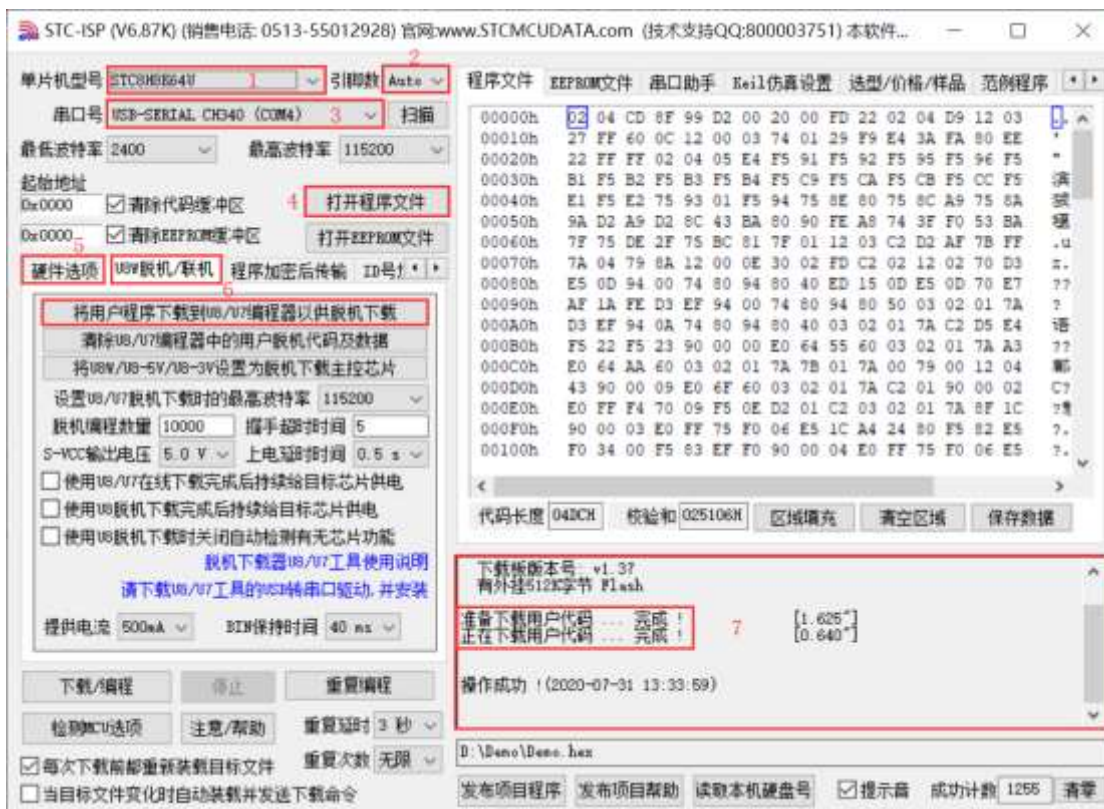 STC-ISP (V6.87K) (销售电话: 0513-55012928) 官网:www.STCMCUDATA.com (技术支持QQ:800003751) 本软件...
单片机型号 STC8H8K64U 1 引脚数 Auto 2
串口号 USB-SERIAL CH340 (COM4) 3 扫描
最低波特率 2400 最高波特率 115200
起始地址
0x0000 清除代码缓冲区 4 打开程序文件
0x0000 清除EEPROM缓冲区 打开EEPROM文件
5
硬件选项 U8W脱机/联机 程序加密后传输 ID号
6
将用户程序下载到U8/U7编程器以供脱机下载
清除U8/U7编程器中的用户脱机代码及数据
将U8W/U8-5V/U8-3V设置为脱机下载主控芯片
设置U8/U7脱机下载时的最高波特率 115200
脱机编程数量 10000 握手超时时间 5
S-VCC输出电压 5.0 V 上电延时时间 0.5 s
使用U8/U7在线下载完成后持续给目标芯片供电
使用U8脱机下载完成后持续给目标芯片供电
使用U8脱机下载时关闭自动检测有无芯片功能
脱机下载器U8/U7工具使用说明
请下载U8/U7工具的USB转串口驱动,并安装
提供电流 500mA BIN保持时间 40 ms
下载/编程 停止 重复编程
检测MCU选项 注意/帮助 重复延时 3 秒
重复次数 无限
每次下载前都重新装载目标文件
当目标文件变化时自动装载并发送下载命令
程序文件 EEPROM文件 串口助手 Keil仿真设置 选型/价格/样品 范例程序
00000h 02 04 CD 8F 99 D2 00 20 00 FD 22 02 04 D9 12 03
00010h 27 FF 60 0C 12 00 03 74 01 29 F9 E4 3A FA 80 EE
00020h 22 FF FF 02 04 05 E4 F5 91 F5 92 F5 95 F5 96 F5
00030h B1 F5 B2 F5 B3 F5 B4 F5 C9 F5 CA F5 CB F5 CC F5
00040h E1 F5 E2 75 93 01 F5 94 75 8E 80 75 8C A9 75 8A
00050h 9A D2 A9 D2 8C 43 BA 80 90 FE A8 74 3F F0 53 BA
00060h 7F 75 DE 2F 75 BC 81 7F 01 12 03 C2 D2 AF 7B FF .u
00070h 7A 04 79 8A 12 00 0E 30 02 FD C2 02 12 02 70 D3 z.
00080h E5 0D 94 00 74 80 94 80 40 ED 15 0D E5 0D 70 E7 ??
00090h AF 1A FE D3 EF 94 00 74 80 94 80 50 03 02 01 7A ?
000A0h D3 EF 94 0A 74 80 94 80 40 03 02 01 7A C2 D5 E4 语
000B0h F5 22 F5 23 90 00 00 E0 64 55 60 03 02 01 7A A3 ??
000C0h E0 64 AA 60 03 02 01 7A 7B 01 7A 00 79 00 12 04
000D0h 43 90 00 09 E0 6F 60 03 02 01 7A C2 01 90 00 02 C?
000E0h E0 FF F4 70 09 F5 0E D2 01 C2 03 02 01 7A 8F 1C
000F0h 90 00 03 E0 FF 75 F0 06 E5 1C A4 24 80 F5 82 E5 ?.
00100h F0 34 00 F5 83 EF F0 90 00 04 E0 FF 75 F0 06 E5
代码长度 04DCH 校验和 025106H 区域填充 清空区域 保存数据
下载板版本号: v1.37
有外挂512K字节 Flash
准备下载用户代码 ... 完成 ! [1.625"]
正在下载用户代码 ... 完成 ! 7 [0.640"]
操作成功 !(2020-07-31 13:33:59)
D:\Demo\Demo.hex
发布项目程序 发布项目帮助 读取本机硬盘号 提示音 成功计数 1256 清零